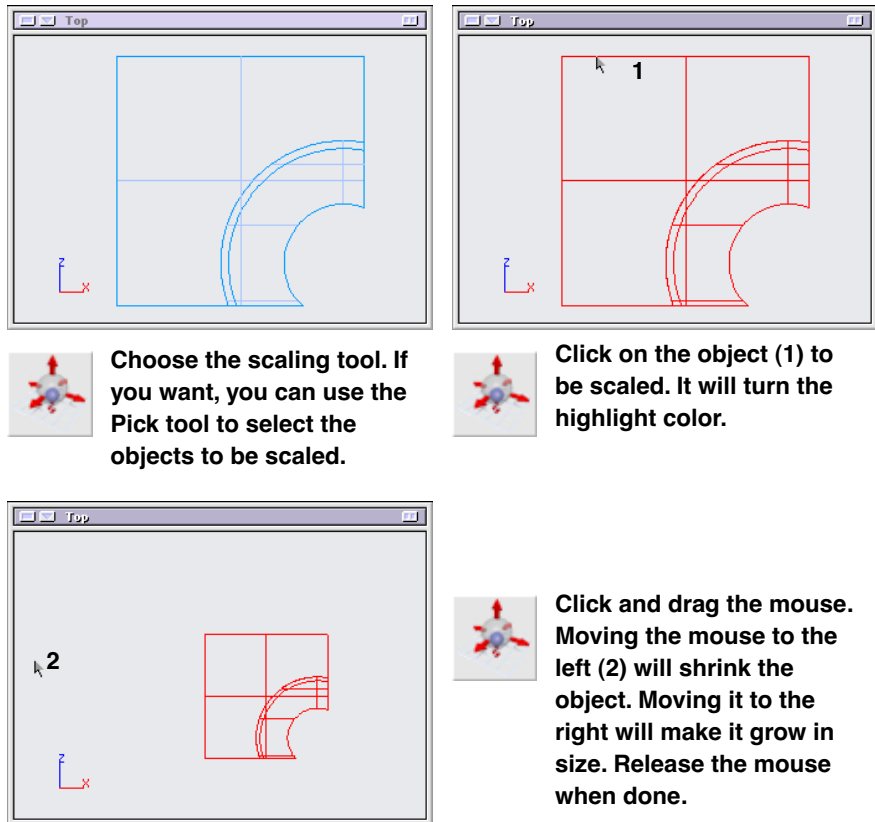 Top
Top
1
z
x
z
x
Choose the scaling tool. If
you want, you can use the
Pick tool to select the
objects to be scaled.
Click on the object (1) to
be scaled. It will turn the
highlight color.
Top
2
z
x
Click and drag the mouse.
Moving the mouse to the
left (2) will shrink the
object. Moving it to the
right will make it grow in
size. Release the mouse
when done.